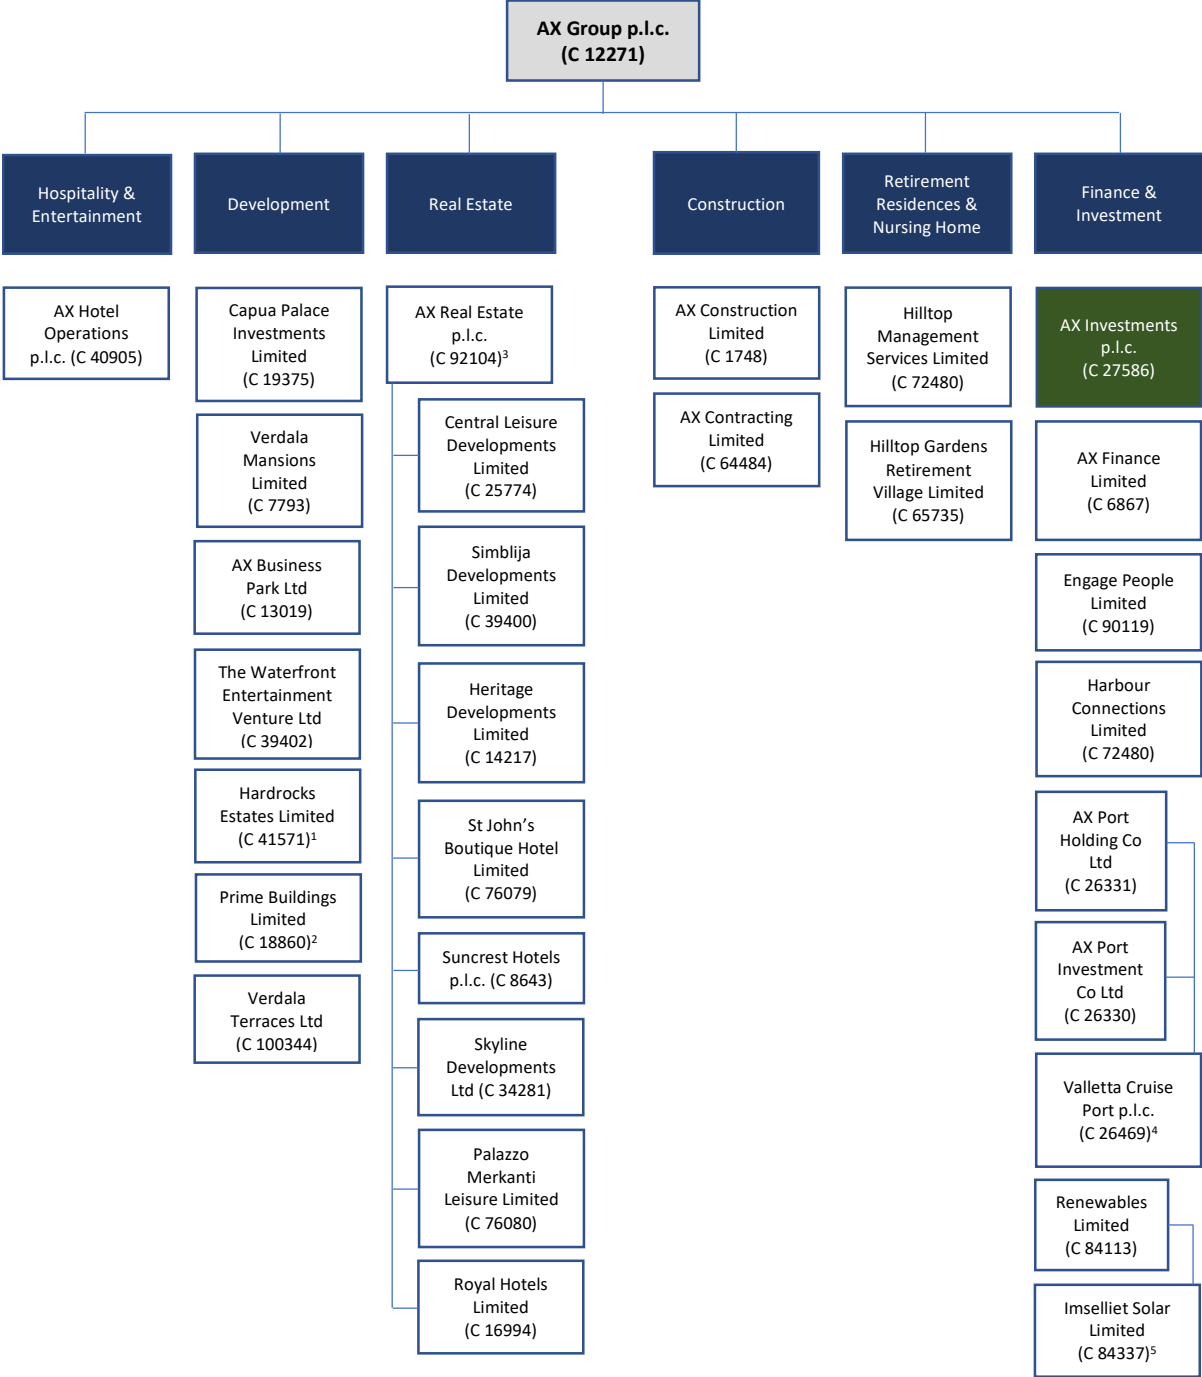 AX Group p.l.c.
(C 12271)
Hospitality &
Entertainment
Development
Real Estate
Construction
Retirement
Residences &
Nursing Home
Finance &
Investment
AX Hotel
Operations
p.l.c. (C 40905)
Capua Palace
Investments
Limited
(C 19375)
Verdala
Mansions
Limited
(C 7793)
AX Business
Park Ltd
(C 13019)
The Waterfront
Entertainment
Venture Ltd
(C 39402)
Hardrocks
Estates Limited
(C 41571)¹
Prime Buildings
Limited
(C 18860)²
Verdala
Terraces Ltd
(C 100344)
AX Real Estate
p.l.c.
(C 92104)³
Central Leisure
Developments
Limited
(C 25774)
Simblija
Developments
Limited
(C 39400)
Heritage
Developments
Limited
(C 14217)
St John’s
Boutique Hotel
Limited
(C 76079)
Suncrest Hotels
p.l.c. (C 8643)
Skyline
Developments
Ltd (C 34281)
Palazzo
Merkanti
Leisure Limited
(C 76080)
Royal Hotels
Limited
(C 16994)
AX Construction
Limited
(C 1748)
AX Contracting
Limited
(C 64484)
Hilltop
Management
Services Limited
(C 72480)
Hilltop Gardens
Retirement
Village Limited
(C 65735)
AX Investments
p.l.c.
(C 27586)
AX Finance
Limited
(C 6867)
Engage People
Limited
(C 90119)
Harbour
Connections
Limited
(C 72480)
AX Port
Holding Co
Ltd
(C 26331)
AX Port
Investment
Co Ltd
(C 26330)
Valletta Cruise
Port p.l.c.
(C 26469)⁴
Renewables
Limited
(C 84113)
Imselliet Solar
Limited
(C 84337)⁵